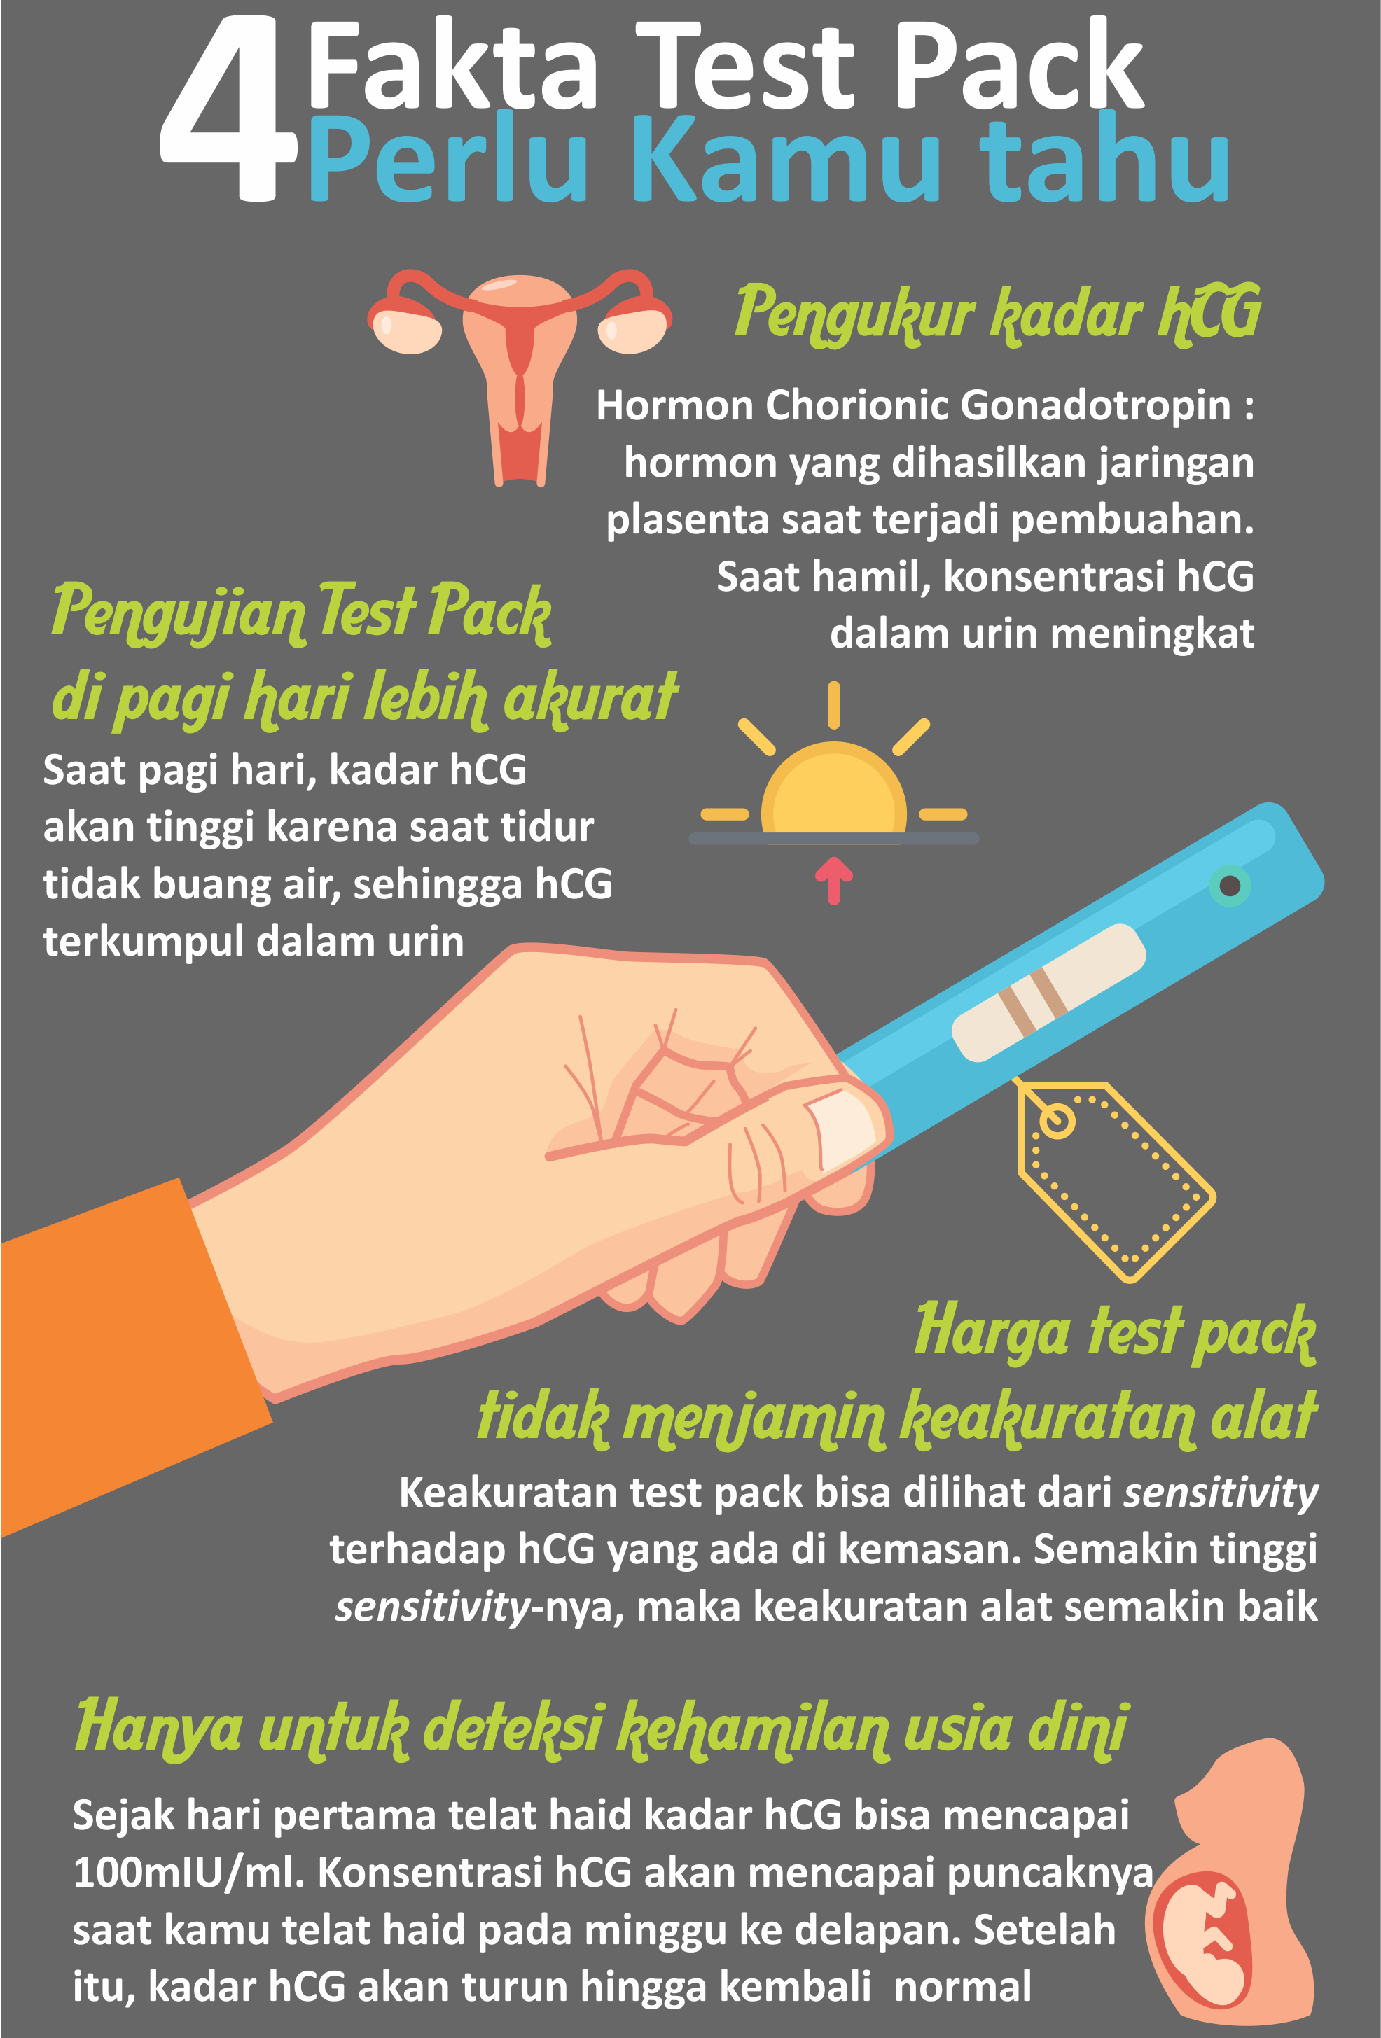 4 Fakta Test Pack
Perlu Kamu tahu
Pengukur kadar hCG
Hormon Chorionic Gonadotropin :
hormon yang dihasilkan jaringan
plasenta saat terjadi pembuahan.
Saat hamil, konsentrasi hCG
dalam urin meningkat
Pengujian Test Pack
di pagi hari lebih akurat
Saat pagi hari, kadar hCG
akan tinggi karena saat tidur
tidak buang air, sehingga hCG
terkumpul dalam urin
Harga test pack
tidak menjamin keakuratan alat
Keakuratan test pack bisa dilihat dari sensitivity
terhadap hCG yang ada di kemasan. Semakin tinggi
sensitivity-nya, maka keakuratan alat semakin baik
Hanya untuk deteksi kehamilan usia dini
Sejak hari pertama telat haid kadar hCG bisa mencapai
100mIU/ml. Konsentrasi hCG akan mencapai puncaknya
saat kamu telat haid pada minggu ke delapan. Setelah
itu, kadar hCG akan turun hingga kembali normal